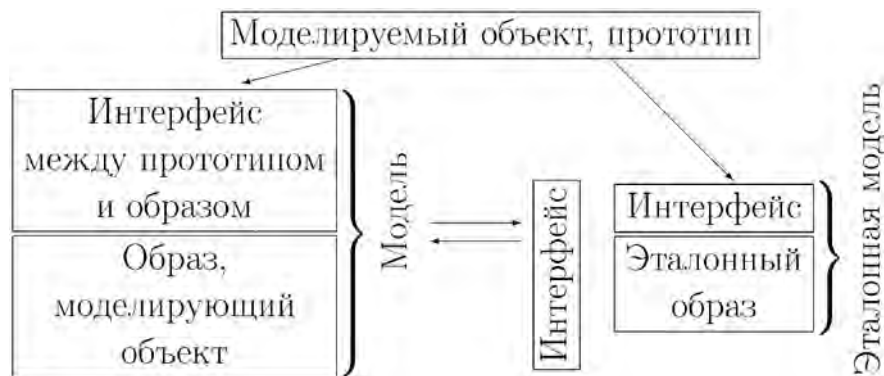 Моделируемый объект, прототип
Интерфейс
между прототипом
и образом
Образ,
моделирующий
объект
Модель
Интерфейс
Интерфейс
Эталонный
образ
Эталонная модель